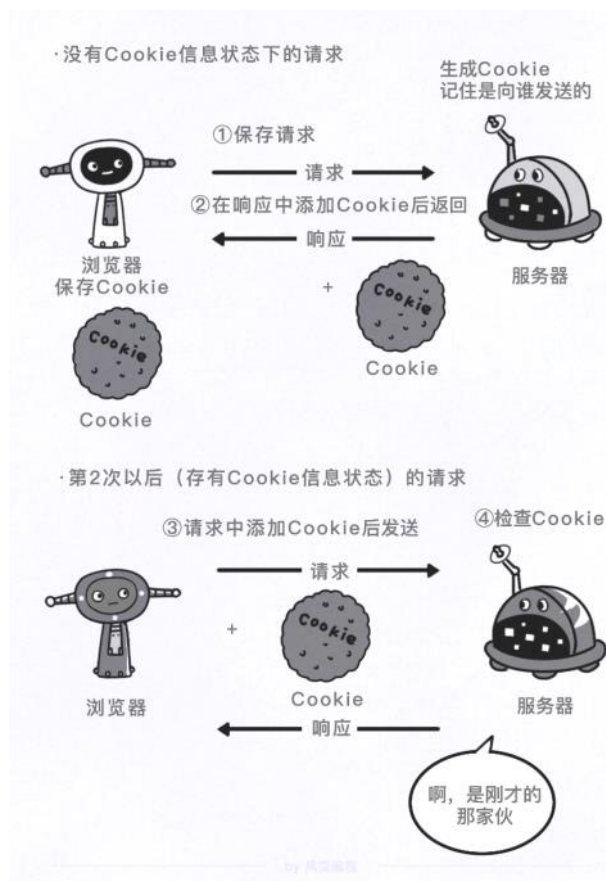 ·没有Cookie信息状态下的请求
生成Cookie
记住是向谁发送的
①保存请求
请求
②在响应中添加Cookie后返回
响应
浏览器
保存Cookie
服务器
+
Cookie
Cookie
Cookie
Cookie
·第2次以后（存有Cookie信息状态）的请求
④检查Cookie
③请求中添加Cookie后发送
请求
+
Cookie
Cookie
浏览器
服务器
响应
啊，是刚才的
那家伙